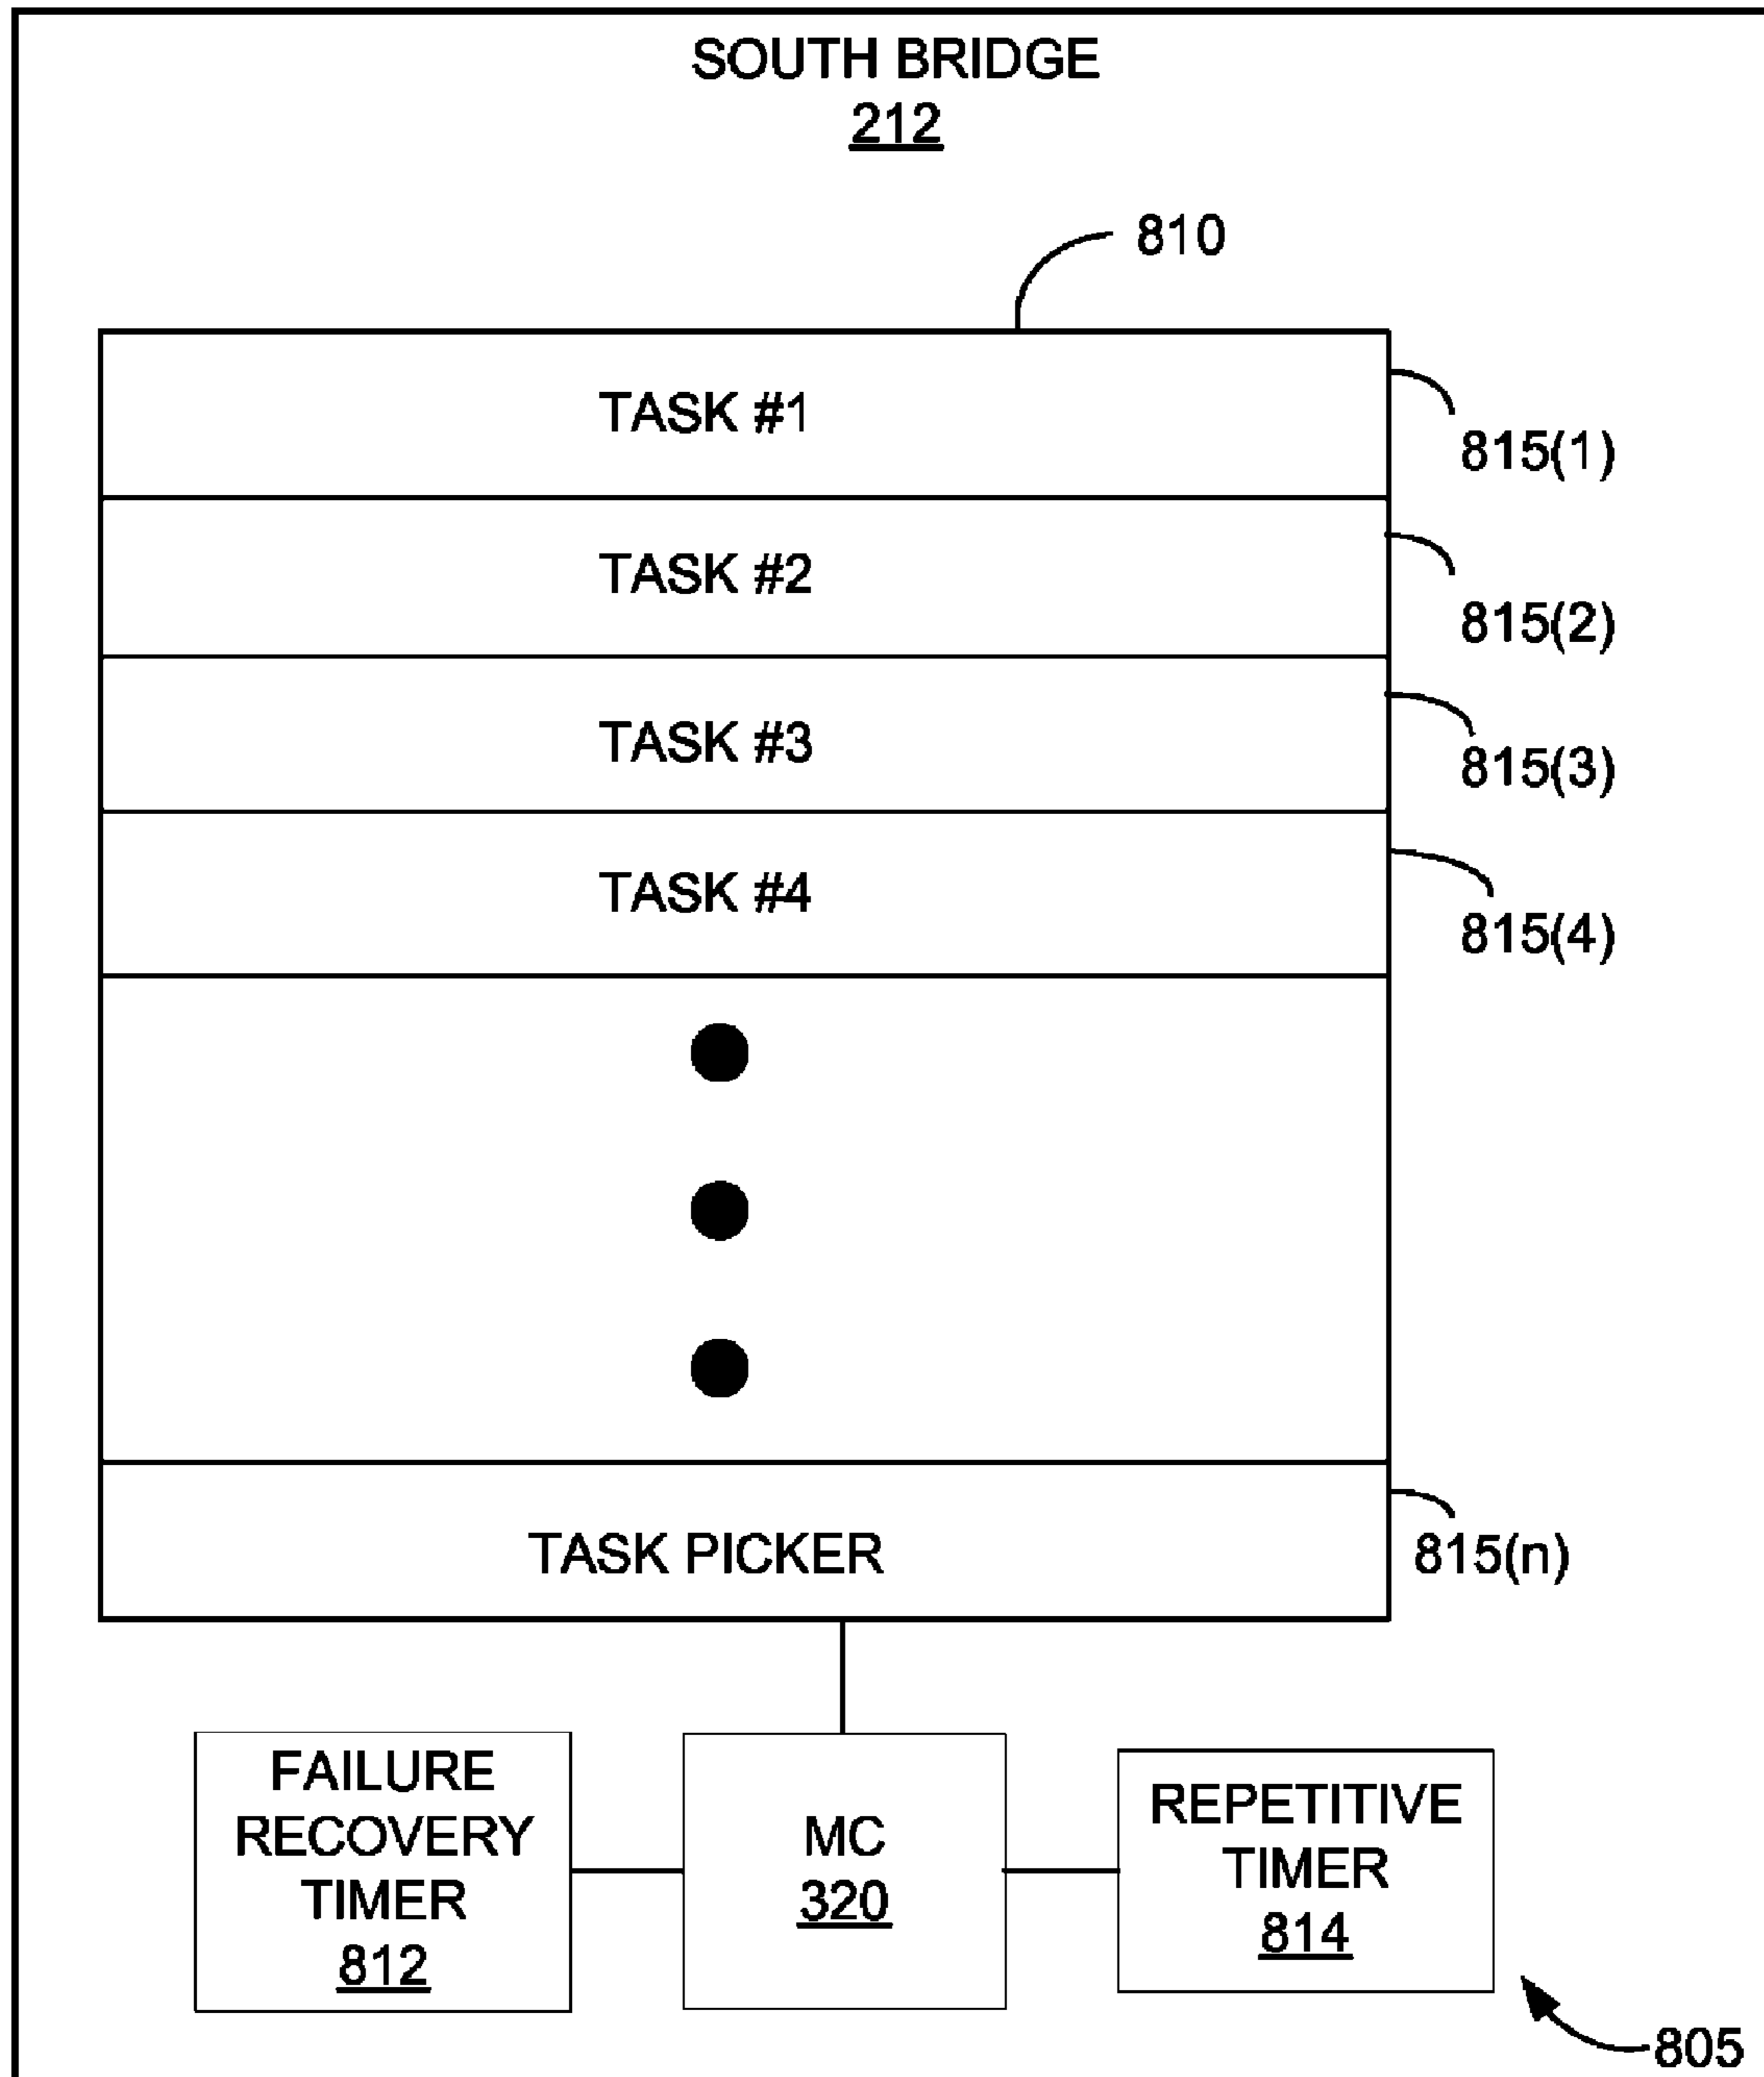 SOUTH BRIDGE
212
810
TASK #1
815(1)
TASK #2
815(2)
TASK #3
815(3)
TASK #4
815(4)
TASK PICKER
815(n)
FAILURE
RECOVERY
TIMER
812
MC
320
REPETITIVE
TIMER
814
805